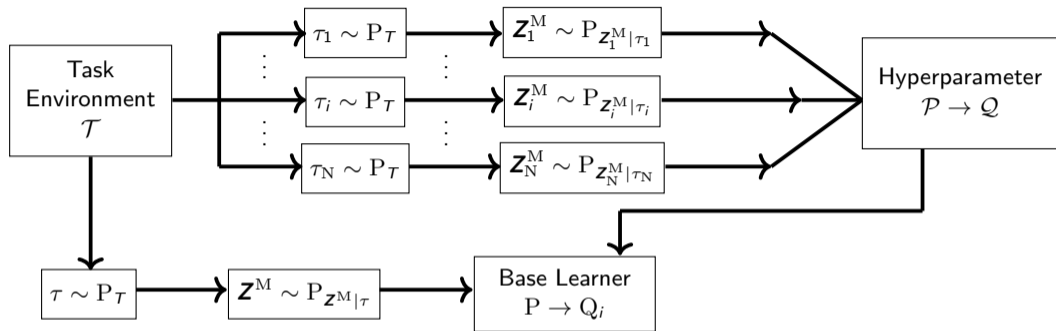 Task
Environment
𝒯
τ₁ ∼ P_T
Z₁^M ∼ P_{Z₁^M|τ₁}
⋮ ⋮
τᵢ ∼ P_T
Zᵢ^M ∼ P_{Zᵢ^M|τᵢ}
⋮ ⋮
τ_N ∼ P_T
Z_N^M ∼ P_{Z_N^M|τ_N}
Hyperparameter
𝒫 → 𝒬
τ ∼ P_T
Z^M ∼ P_{Z^M|τ}
Base Learner
P → Qᵢ